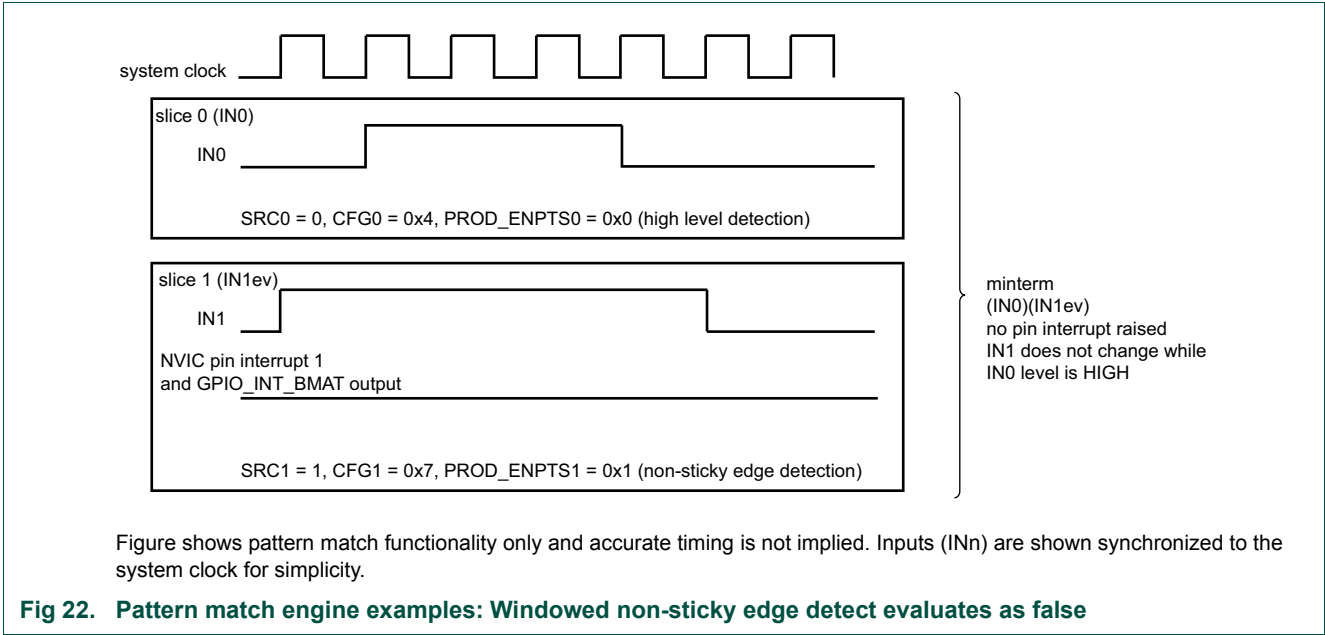 system clock
slice 0 (IN0)
IN0
SRC0 = 0, CFG0 = 0x4, PROD_ENPTS0 = 0x0 (high level detection)
slice 1 (IN1ev)
IN1
NVIC pin interrupt 1
and GPIO_INT_BMAT output
SRC1 = 1, CFG1 = 0x7, PROD_ENPTS1 = 0x1 (non-sticky edge detection)
minterm
(IN0)(IN1ev)
no pin interrupt raised
IN1 does not change while
IN0 level is HIGH
Figure shows pattern match functionality only and accurate timing is not implied. Inputs (INn) are shown synchronized to the
system clock for simplicity.
Fig 22. Pattern match engine examples: Windowed non-sticky edge detect evaluates as false